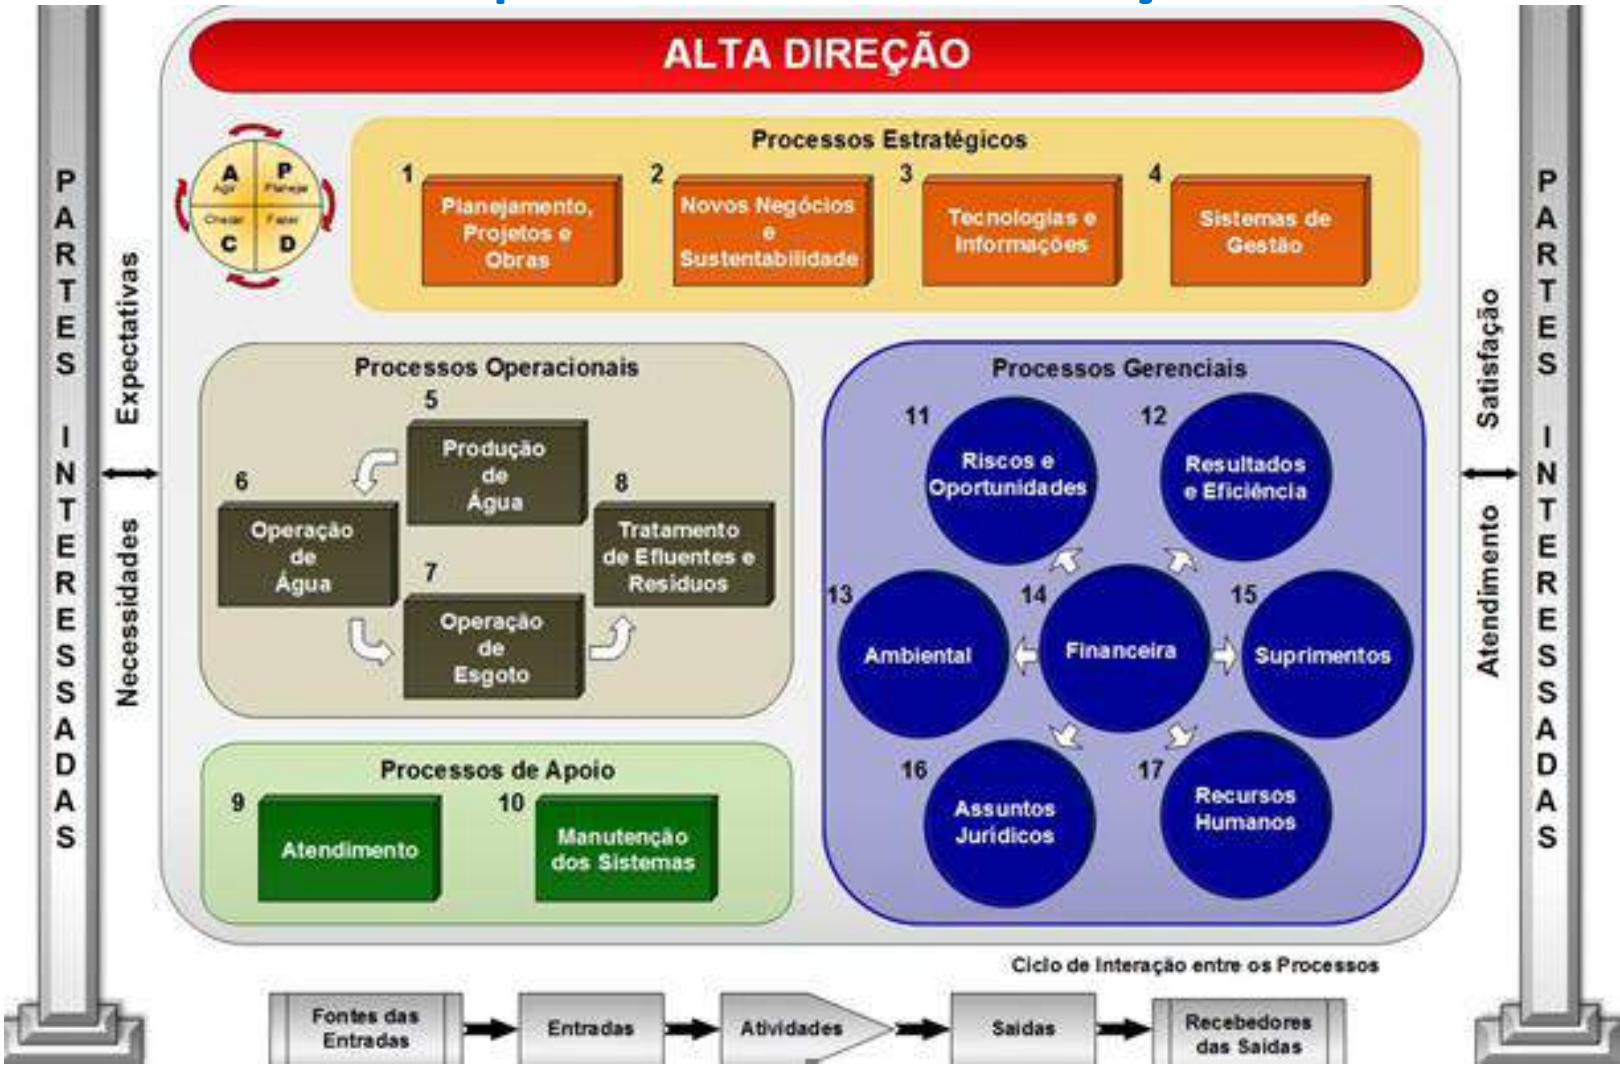 ALTA DIREÇÃO
PARTES INTERESSADAS
Expectativas
Necessidades
A
Agir
P
Planejar
Checar
C
Fazer
D
Processos Estratégicos
1
Planejamento,
Projetos e
Obras
2
Novos Negócios
e
Sustentabilidade
3
Tecnologias e
Informações
4
Sistemas de
Gestão
Processos Operacionais
5
Produção
de
Água
6
Operação
de
Água
7
Operação
de
Esgoto
8
Tratamento
de Efluentes e
Resíduos
Processos de Apoio
9
Atendimento
10
Manutenção
dos Sistemas
Processos Gerenciais
11
Riscos e
Oportunidades
12
Resultados
e Eficiência
13
Ambiental
14
Financeira
15
Suprimentos
16
Assuntos
Jurídicos
17
Recursos
Humanos
Satisfação
Atendimento
PARTES INTERESSADAS
Ciclo de Interação entre os Processos
Fontes das
Entradas
Entradas
Atividades
Saídas
Recebedores
das Saídas